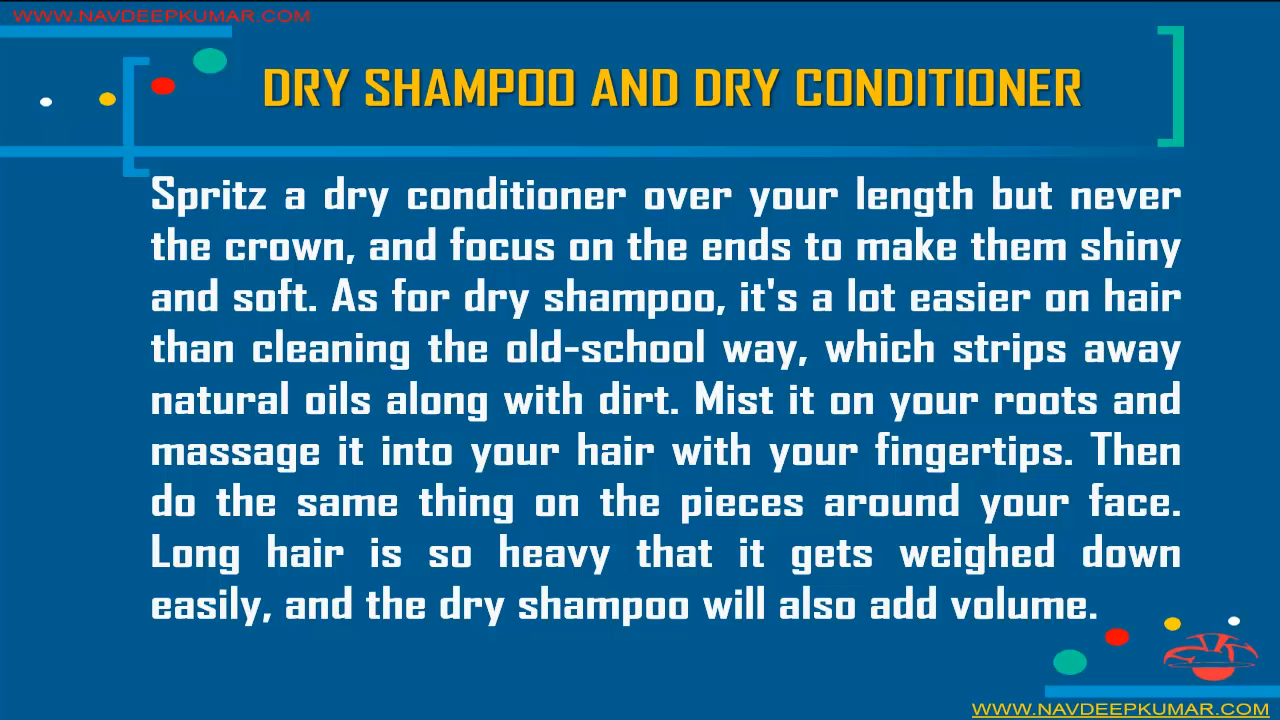 WWW.NAVDEEPKUMAR.COM
DRY SHAMPOO AND DRY CONDITIONER
Spritz a dry conditioner over your length but never
the crown, and focus on the ends to make them shiny
and soft. As for dry shampoo, it's a lot easier on hair
than cleaning the old-school way, which strips away
natural oils along with dirt. Mist it on your roots and
massage it into your hair with your fingertips. Then
do the same thing on the pieces around your face.
Long hair is so heavy that it gets weighed down
easily, and the dry shampoo will also add volume.
WWW.NAVDEEPKUMAR.COM